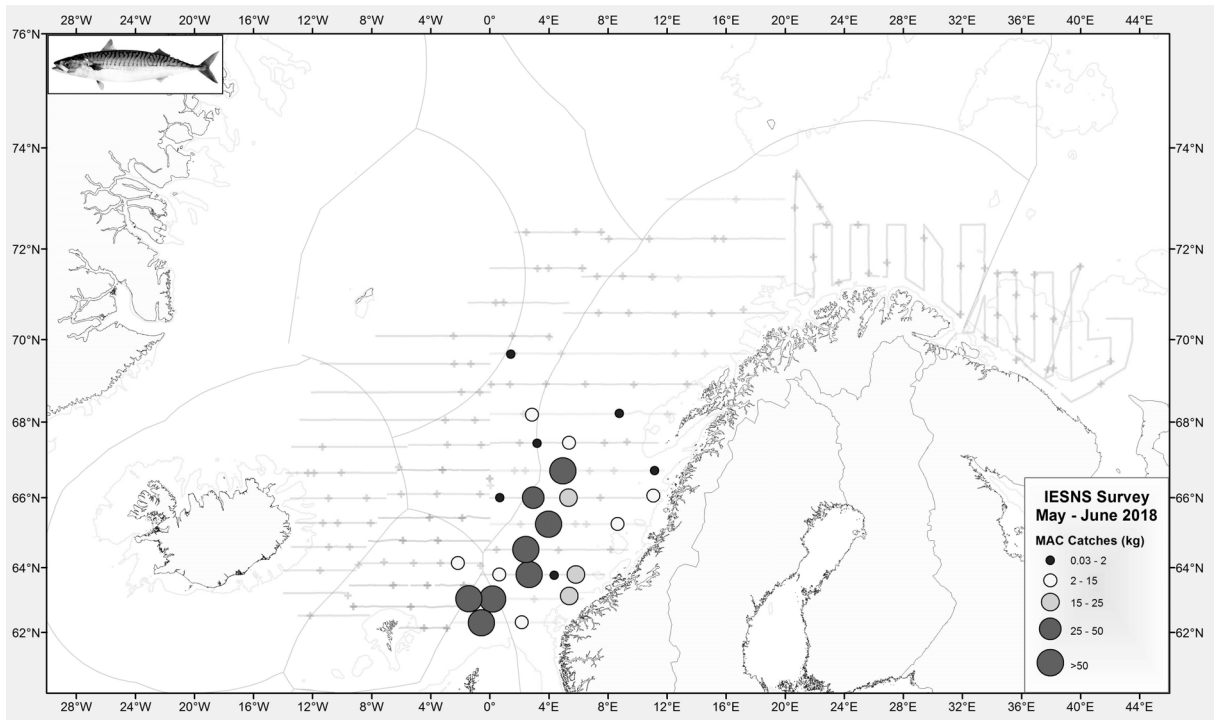 28°W 24°W 20°W 16°W 12°W 8°W 4°W 0° 4°E 8°E 12°E 16°E 20°E 24°E 28°E 32°E 36°E 40°E 44°E
76°N 76°N
74°N 74°N
72°N 72°N
70°N 70°N
68°N 68°N
66°N 66°N
64°N 64°N
62°N 62°N
IESNS Survey
May - June 2018
MAC Catches (kg)
0.03 - 2
2 - 15
15 - 25
25 - 50
>50
28°W 24°W 20°W 16°W 12°W 8°W 4°W 0° 4°E 8°E 12°E 16°E 20°E 24°E 28°E 32°E 36°E 40°E 44°E